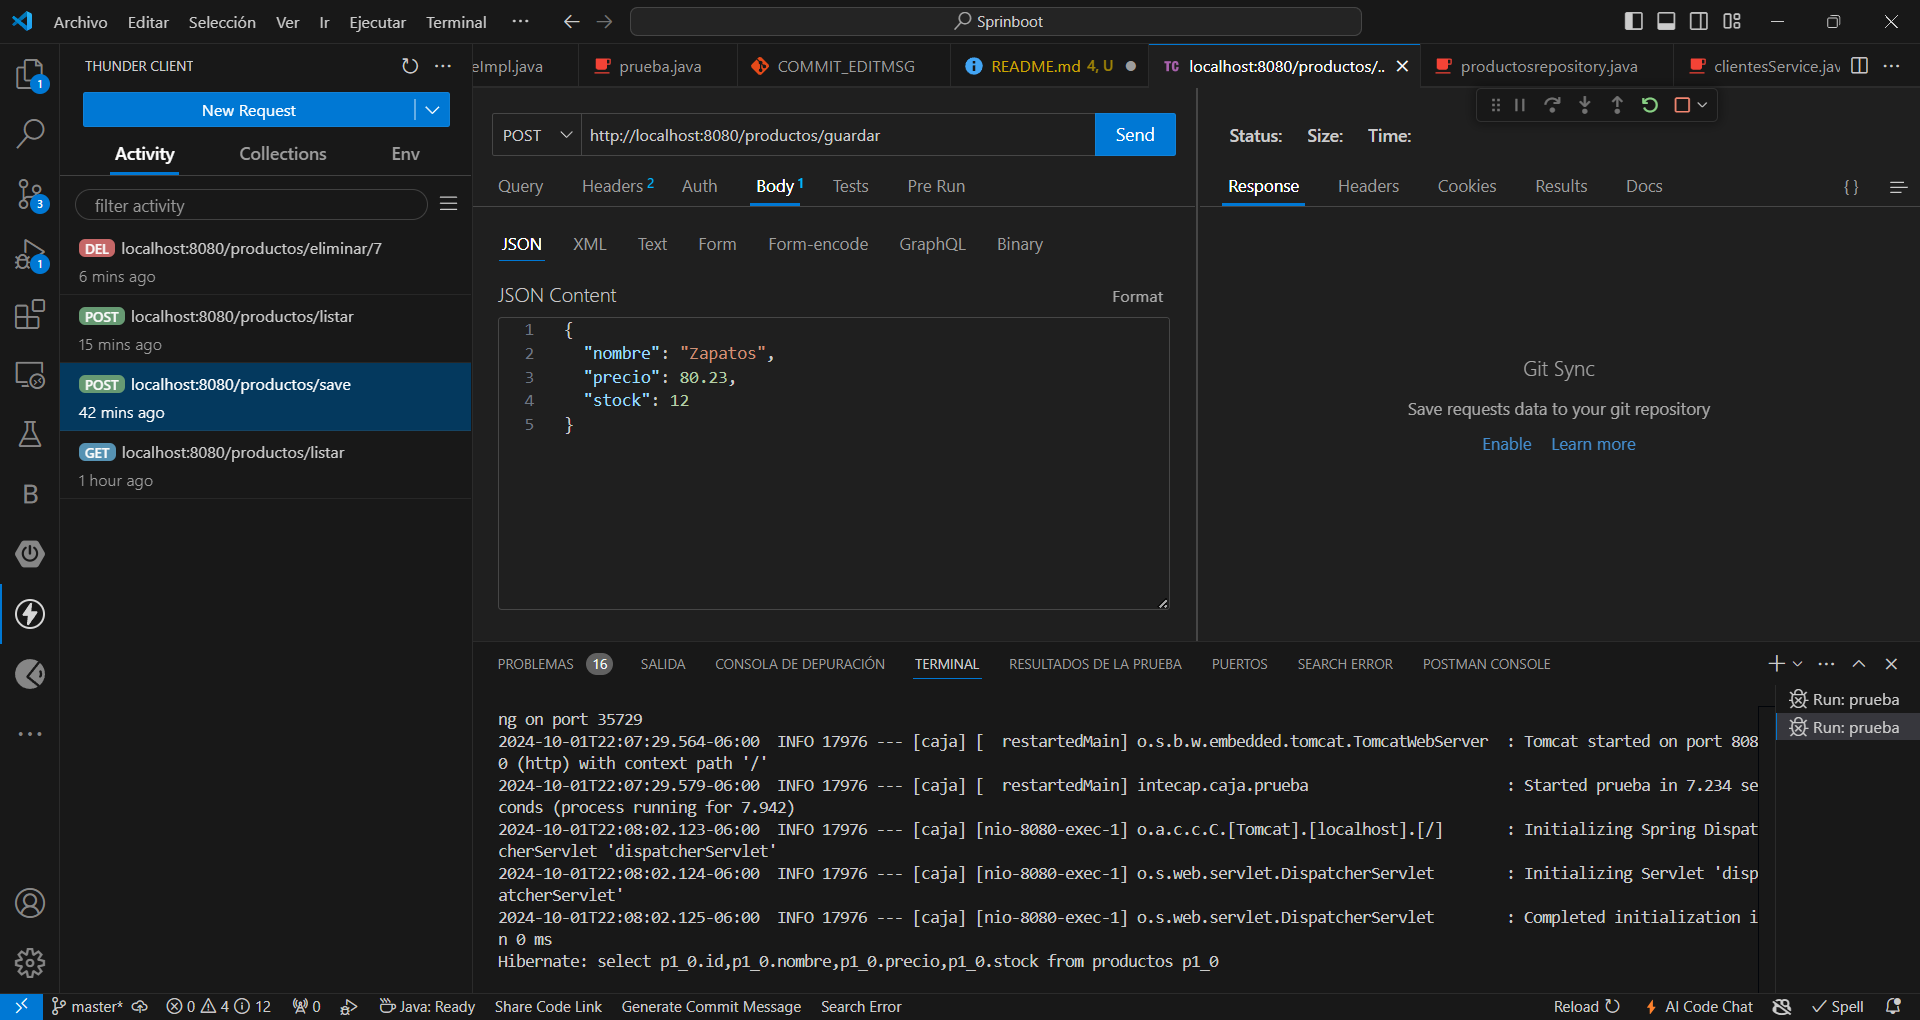 Archivo Editar Selección Ver Ir Ejecutar Terminal ··· Sprinboot
THUNDER CLIENT
eImpl.java prueba.java COMMIT_EDITMSG README.md 4, U localhost:8080/productos/.. productosrepository.java clientesService.jav
New Request
Activity Collections Env
filter activity
DEL localhost:8080/productos/eliminar/7
6 mins ago
POST localhost:8080/productos/listar
15 mins ago
POST localhost:8080/productos/save
42 mins ago
GET localhost:8080/productos/listar
1 hour ago
1
3
1
B
POST http://localhost:8080/productos/guardar Send
Query Headers 2 Auth Body 1 Tests Pre Run
JSON XML Text Form Form-encode GraphQL Binary
JSON Content Format
1 {
2 "nombre": "Zapatos",
3 "precio": 80.23,
4 "stock": 12
5 }
Status: Size: Time:
Response Headers Cookies Results Docs { }
Git Sync
Save requests data to your git repository
Enable Learn more
PROBLEMAS 16 SALIDA CONSOLA DE DEPURACIÓN TERMINAL RESULTADOS DE LA PRUEBA PUERTOS SEARCH ERROR POSTMAN CONSOLE
ng on port 35729
2024-10-01T22:07:29.564-06:00  INFO 17976 --- [caja] [  restartedMain] o.s.b.w.embedded.tomcat.TomcatWebServer  : Tomcat started on port 808
0 (http) with context path '/'
2024-10-01T22:07:29.579-06:00  INFO 17976 --- [caja] [  restartedMain] intecap.caja.prueba                      : Started prueba in 7.234 se
conds (process running for 7.942)
2024-10-01T22:08:02.123-06:00  INFO 17976 --- [caja] [nio-8080-exec-1] o.a.c.c.C.[Tomcat].[localhost].[/]       : Initializing Spring Dispat
cherServlet 'dispatcherServlet'
2024-10-01T22:08:02.124-06:00  INFO 17976 --- [caja] [nio-8080-exec-1] o.s.web.servlet.DispatcherServlet        : Initializing Servlet 'disp
atcherServlet'
2024-10-01T22:08:02.125-06:00  INFO 17976 --- [caja] [nio-8080-exec-1] o.s.web.servlet.DispatcherServlet        : Completed initialization i
n 0 ms
Hibernate: select p1_0.id,p1_0.nombre,p1_0.precio,p1_0.stock from productos p1_0
Run: prueba
Run: prueba
master* 0 4 12 0 Java: Ready Share Code Link Generate Commit Message Search Error Reload AI Code Chat Spell